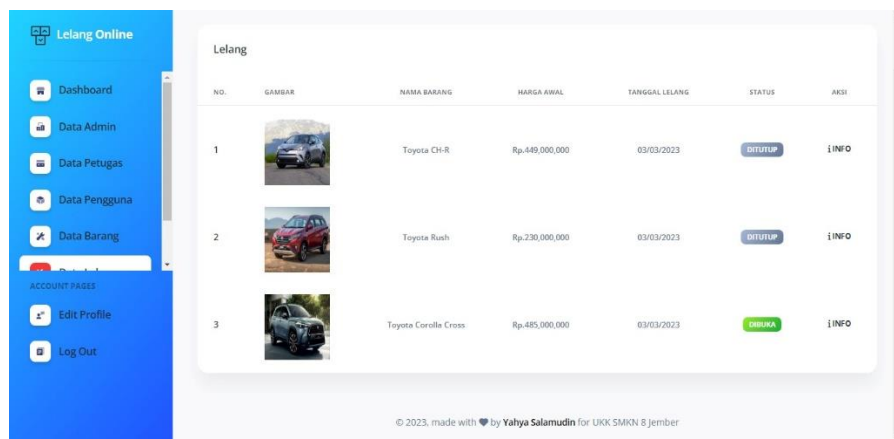 Lelang Online
Dashboard
Data Admin
Data Petugas
Data Pengguna
Data Barang
ACCOUNT PAGES
Edit Profile
Log Out
Lelang
NO. GAMBAR NAMA BARANG HARGA AWAL TANGGAL LELANG STATUS AKSI
1 Toyota CH-R Rp.449,000,000 03/03/2023 DITUTUP i INFO
2 Toyota Rush Rp.230,000,000 03/03/2023 DITUTUP i INFO
3 Toyota Corolla Cross Rp.485,000,000 03/03/2023 DIBUKA i INFO
© 2023, made with ♥ by Yahya Salamudin for UKK SMKN 8 Jember